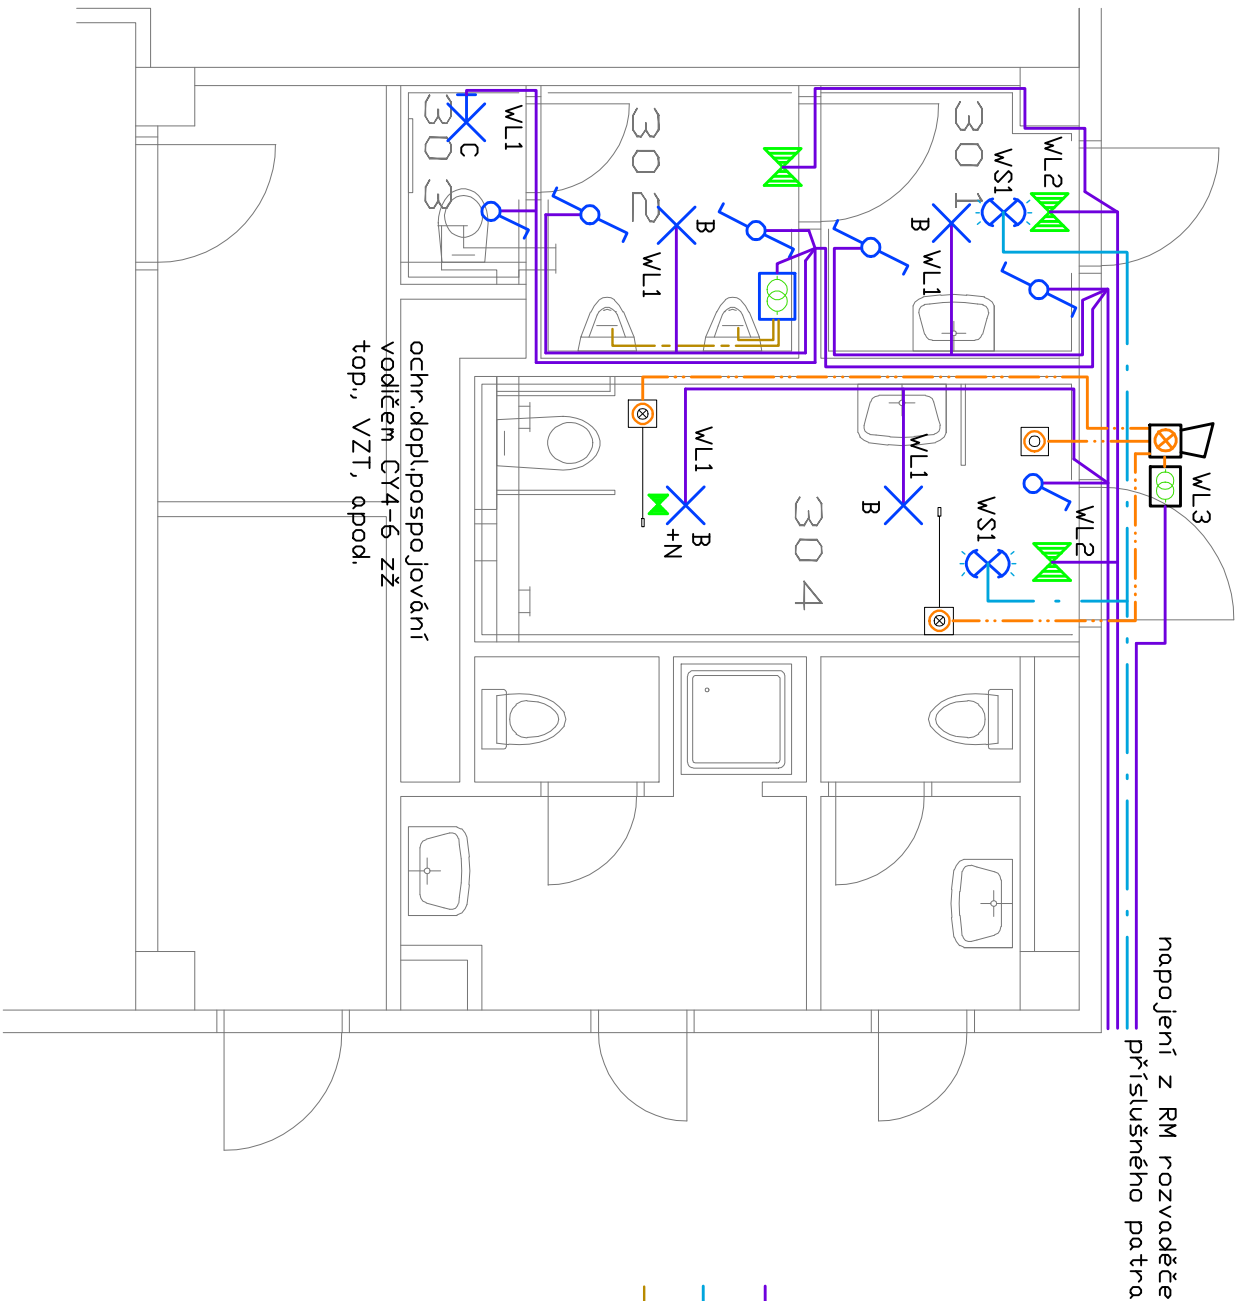 303
WL1
C
302
B
WL1
301
WS1
WL2
B
WL1
ochr.dopl.pospojování
vodičem CY4-6 zž
top., VZT, apod.
WL1
B
+N
WL1
B
304
WS1
WL2
WL3
napojení z RM rozvaděče
příslušného patra